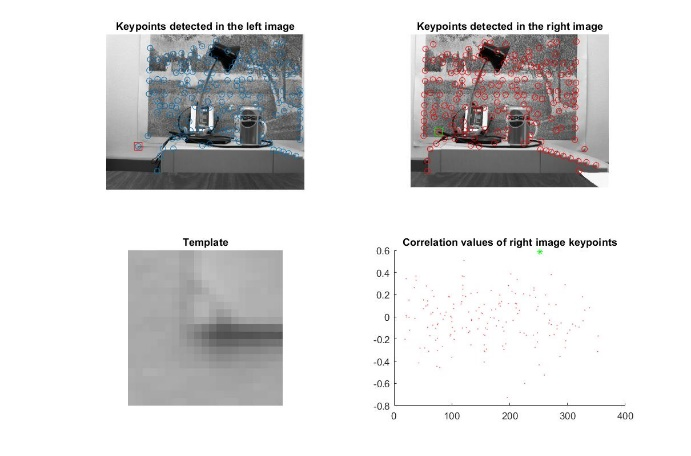 Keypoints detected in the left image
Keypoints detected in the right image
Template
Correlation values of right image keypoints
0.6
0.4
0.2
0
-0.2
-0.4
-0.6
-0.8
0 100 200 300 400